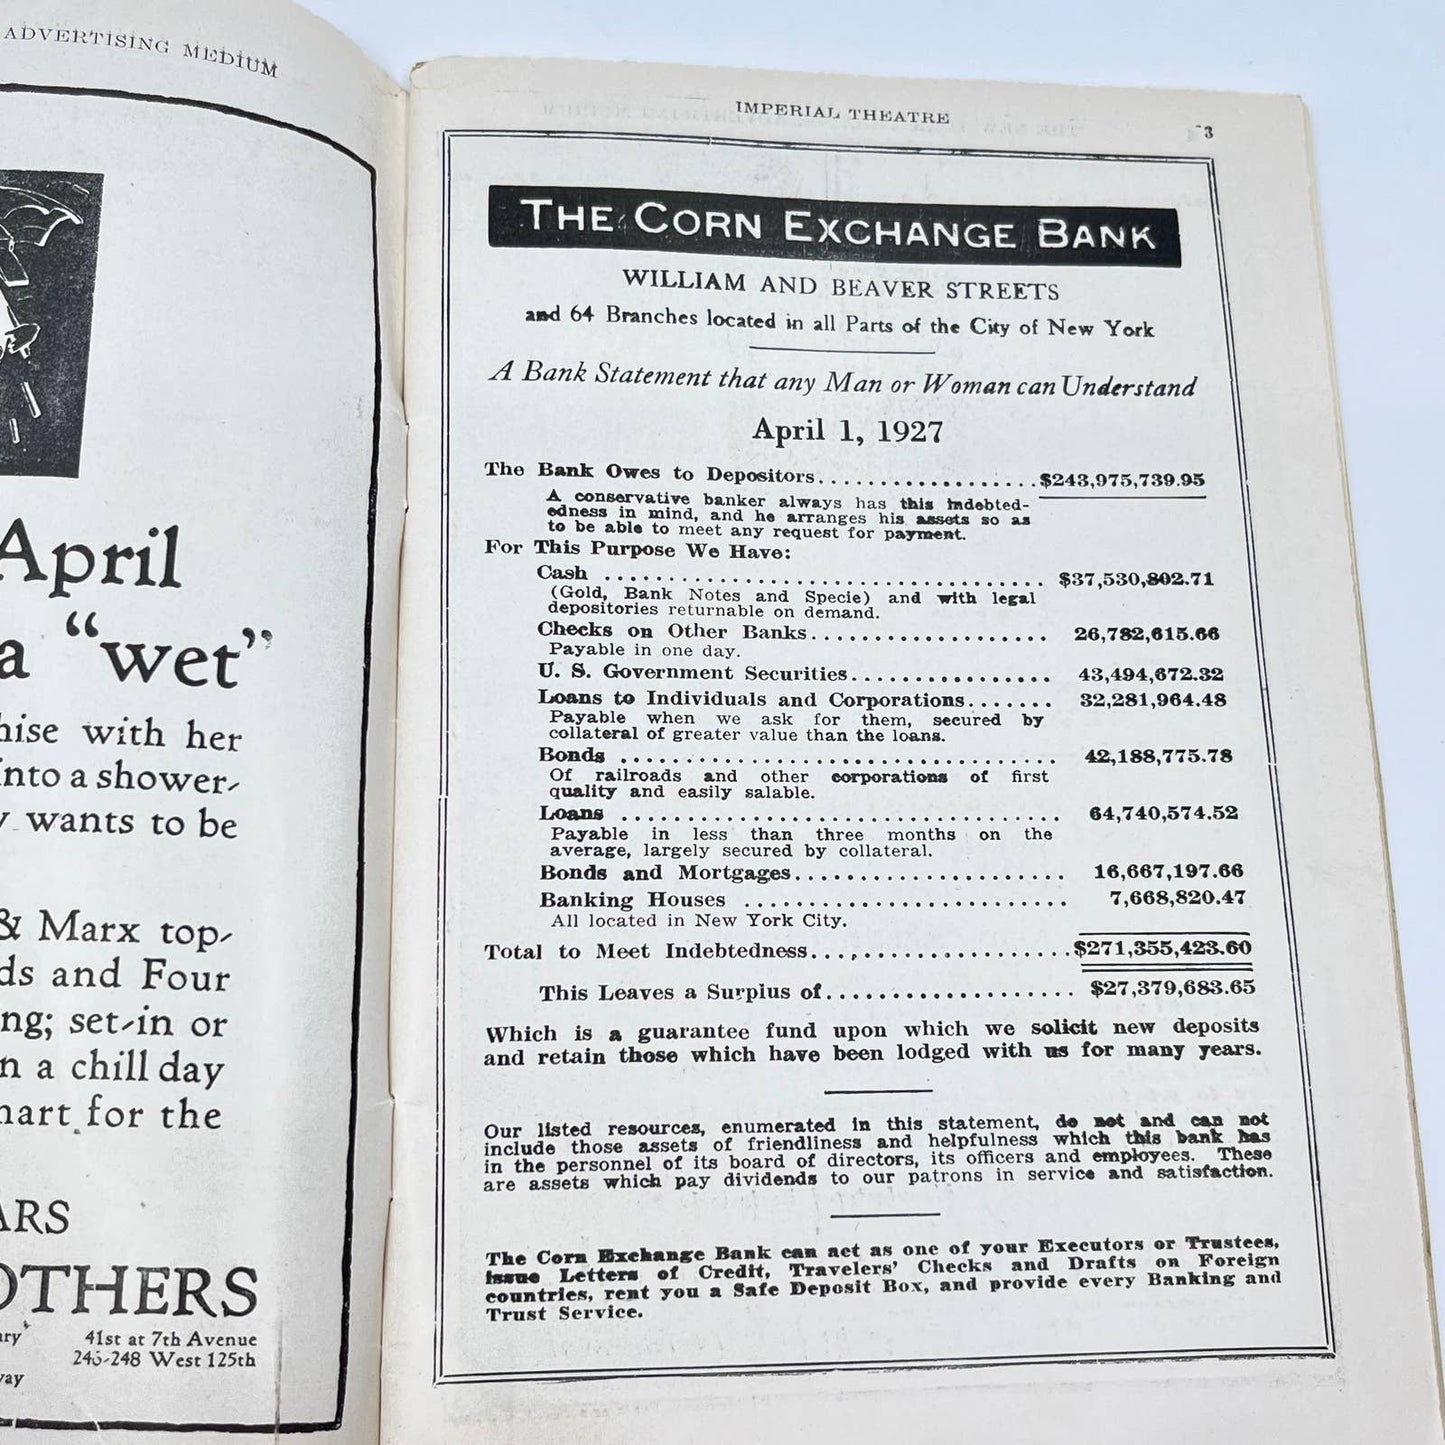 ADVERTISING MEDIUM
April
a "wet"
with her
into a shower-
wants to be
& Marx top-
and Four
set-in or
a chill day
for the
OTHERS
41st at 7th Avenue
-248 West 125th
IMPERIAL THEATRE
3
THE CORN EXCHANGE BANK
WILLIAM AND BEAVER STREETS
and 64 Branches located in all Parts of the City of New York
A Bank Statement that any Man or Woman can Understand
April 1, 1927
The Bank Owes to Depositors..................$243,975,739.95
A conservative banker always has this indebted-
edness in mind, and he arranges his assets so as
to be able to meet any request for payment.
For This Purpose We Have:
Cash .................................. $37,530,802.71
(Gold, Bank Notes and Specie) and with legal
depositories returnable on demand.
Checks on Other Banks................... 26,782,615.66
Payable in one day.
U. S. Government Securities................ 43,494,672.32
Loans to Individuals and Corporations....... 32,281,964.48
Payable when we ask for them, secured by
collateral of greater value than the loans.
Bonds .................................. 42,188,775.78
Of railroads and other corporations of first
quality and easily salable.
Loans .................................. 64,740,574.52
Payable in less than three months on the
average, largely secured by collateral.
Bonds and Mortgages..................... 16,667,197.66
Banking Houses ......................... 7,668,820.47
All located in New York City.
Total to Meet Indebtedness....................$271,355,423.60
This Leaves a Surplus of................... $27,379,683.65
Which is a guarantee fund upon which we solicit new deposits
and retain those which have been lodged with us for many years.
Our listed resources, enumerated in this statement, do not and can not
include those assets of friendliness and helpfulness which this bank has
in the personnel of its board of directors, its officers and employees. These
are assets which pay dividends to our patrons in service and satisfaction.
The Corn Exchange Bank can act as one of your Executors or Trustees,
issue Letters of Credit, Travelers' Checks and Drafts on Foreign
countries, rent you a Safe Deposit Box, and provide every Banking and
Trust Service.